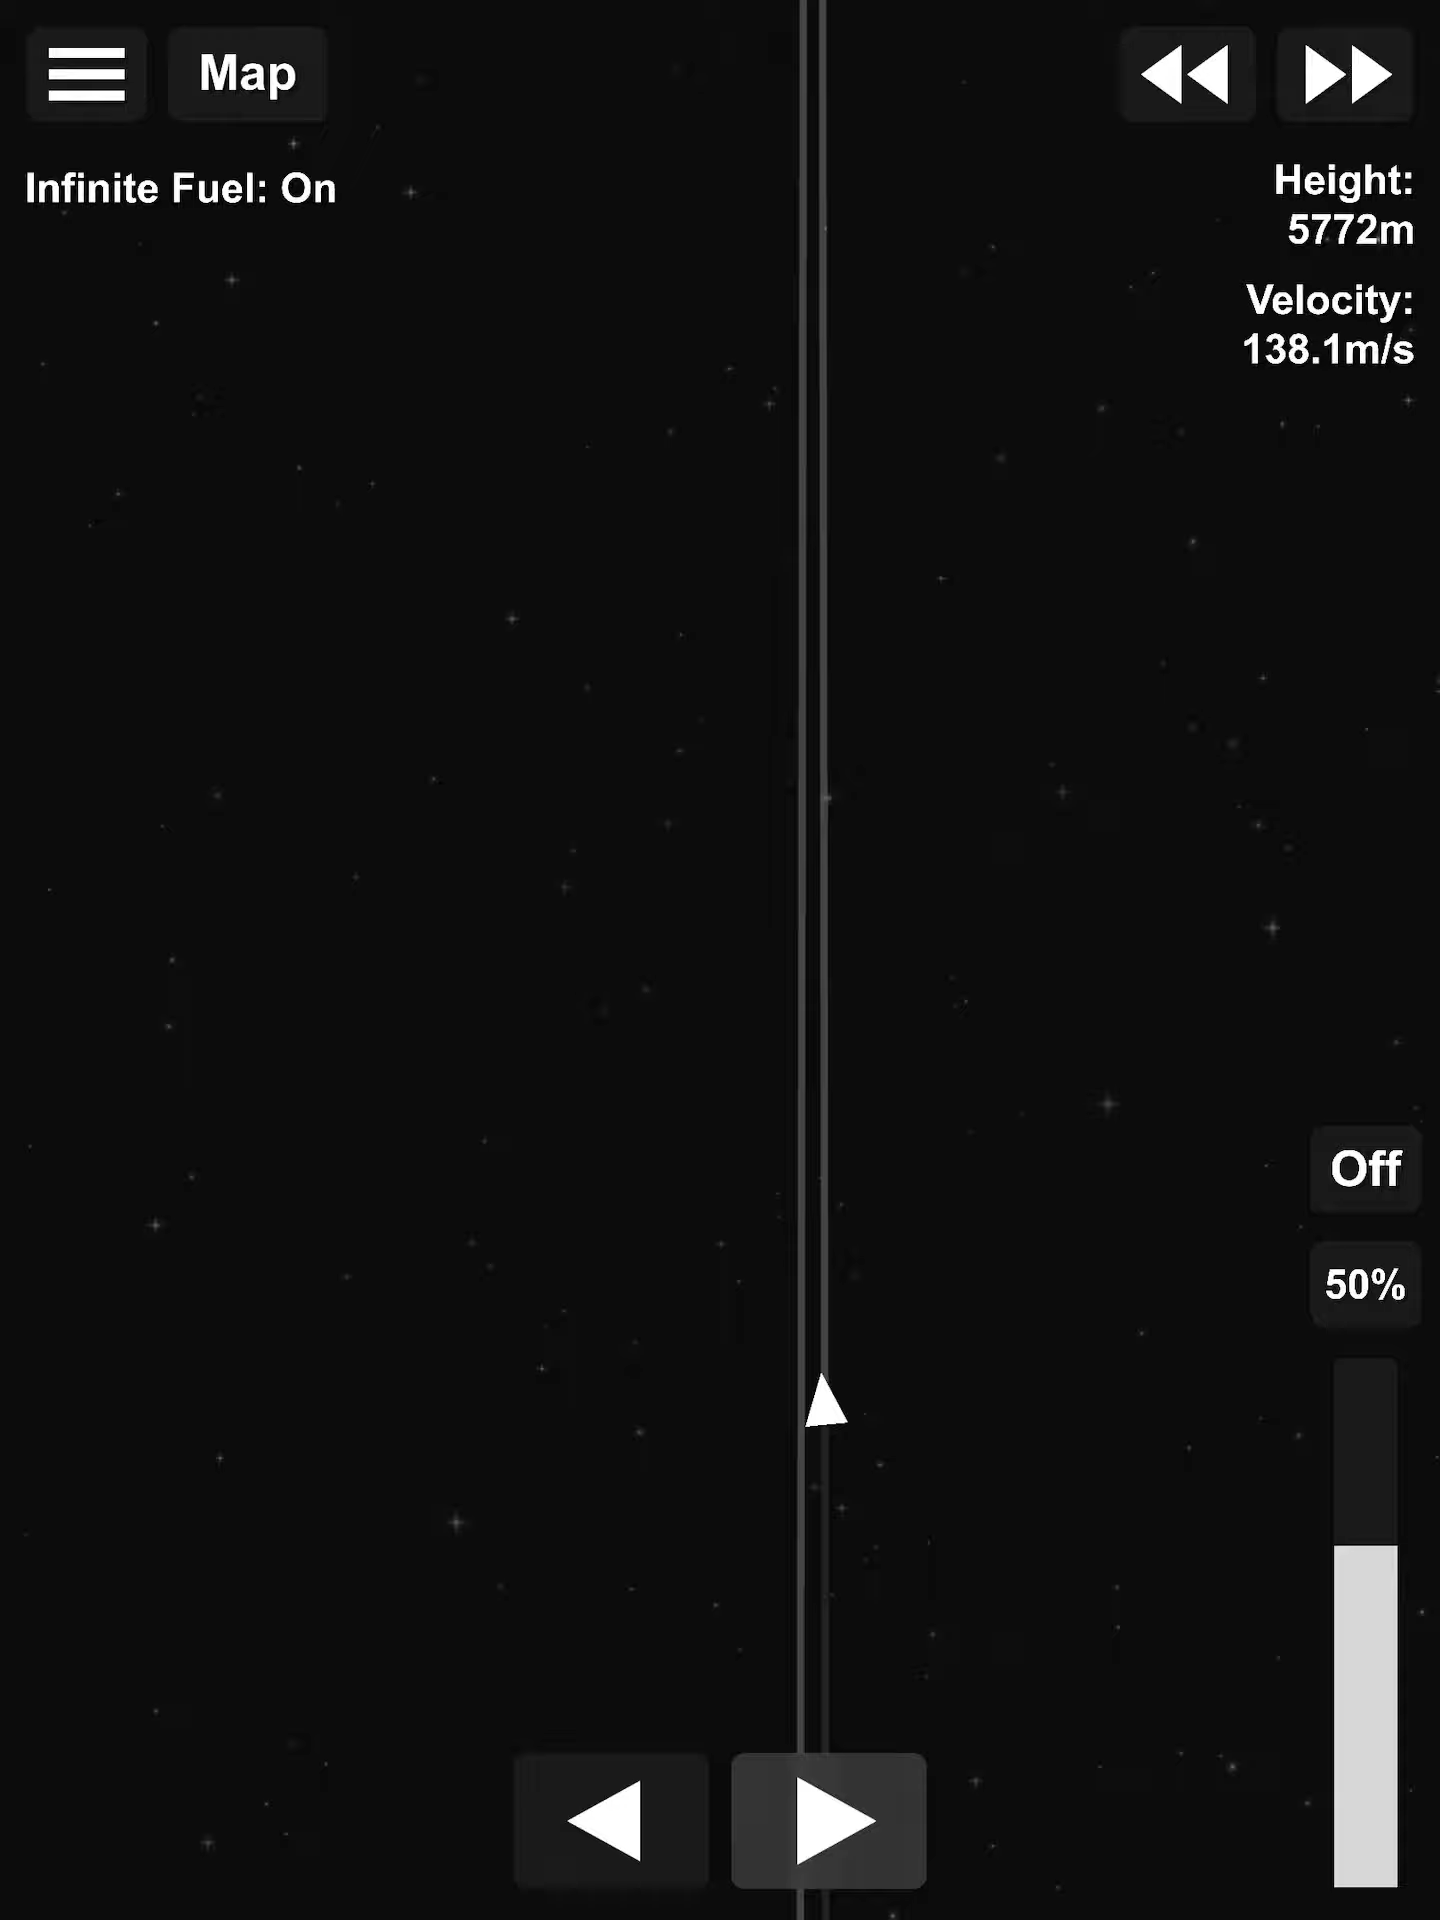 Map
Infinite Fuel: On
Height:
5772m
Velocity:
138.1m/s
Off
50%